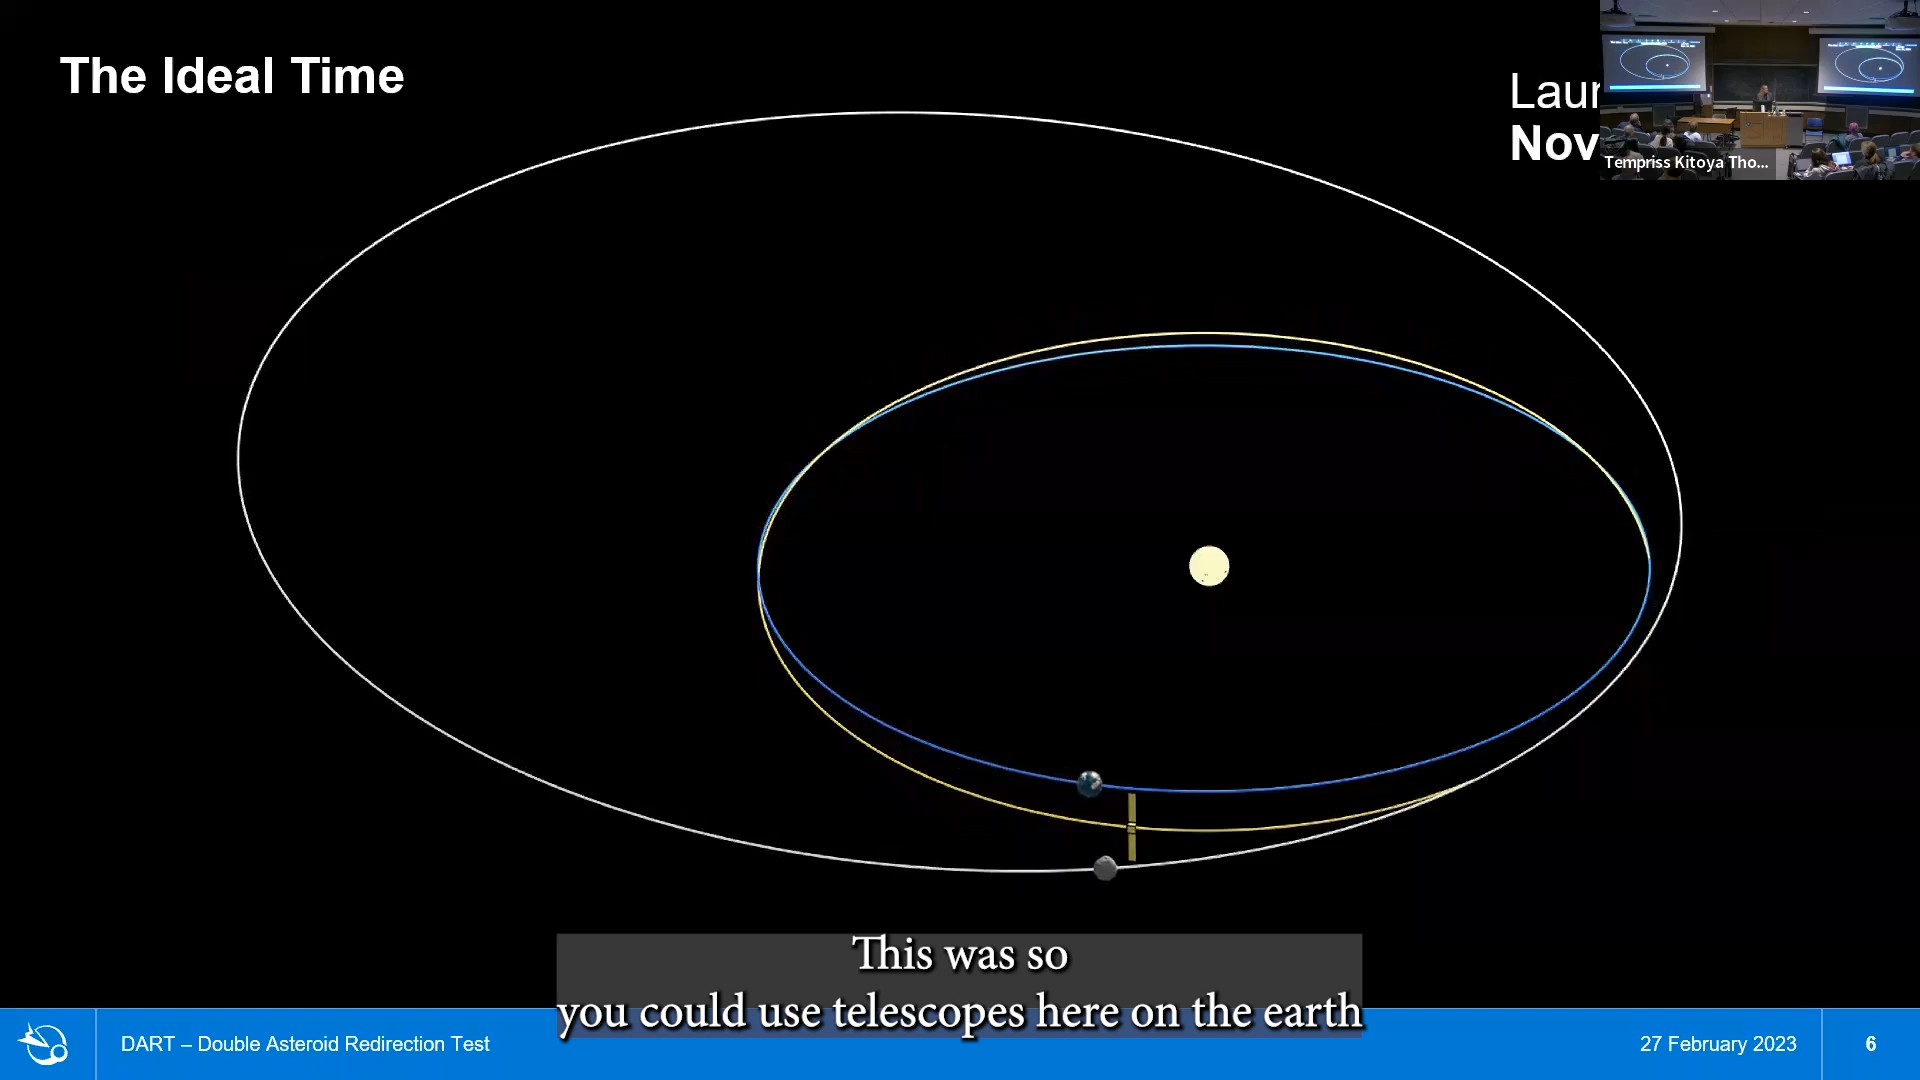 The Ideal Time
Laun
Nov
Tempriss Kitoya Tho...
This was so
you could use telescopes here on the earth
DART – Double Asteroid Redirection Test
27 February 2023
6